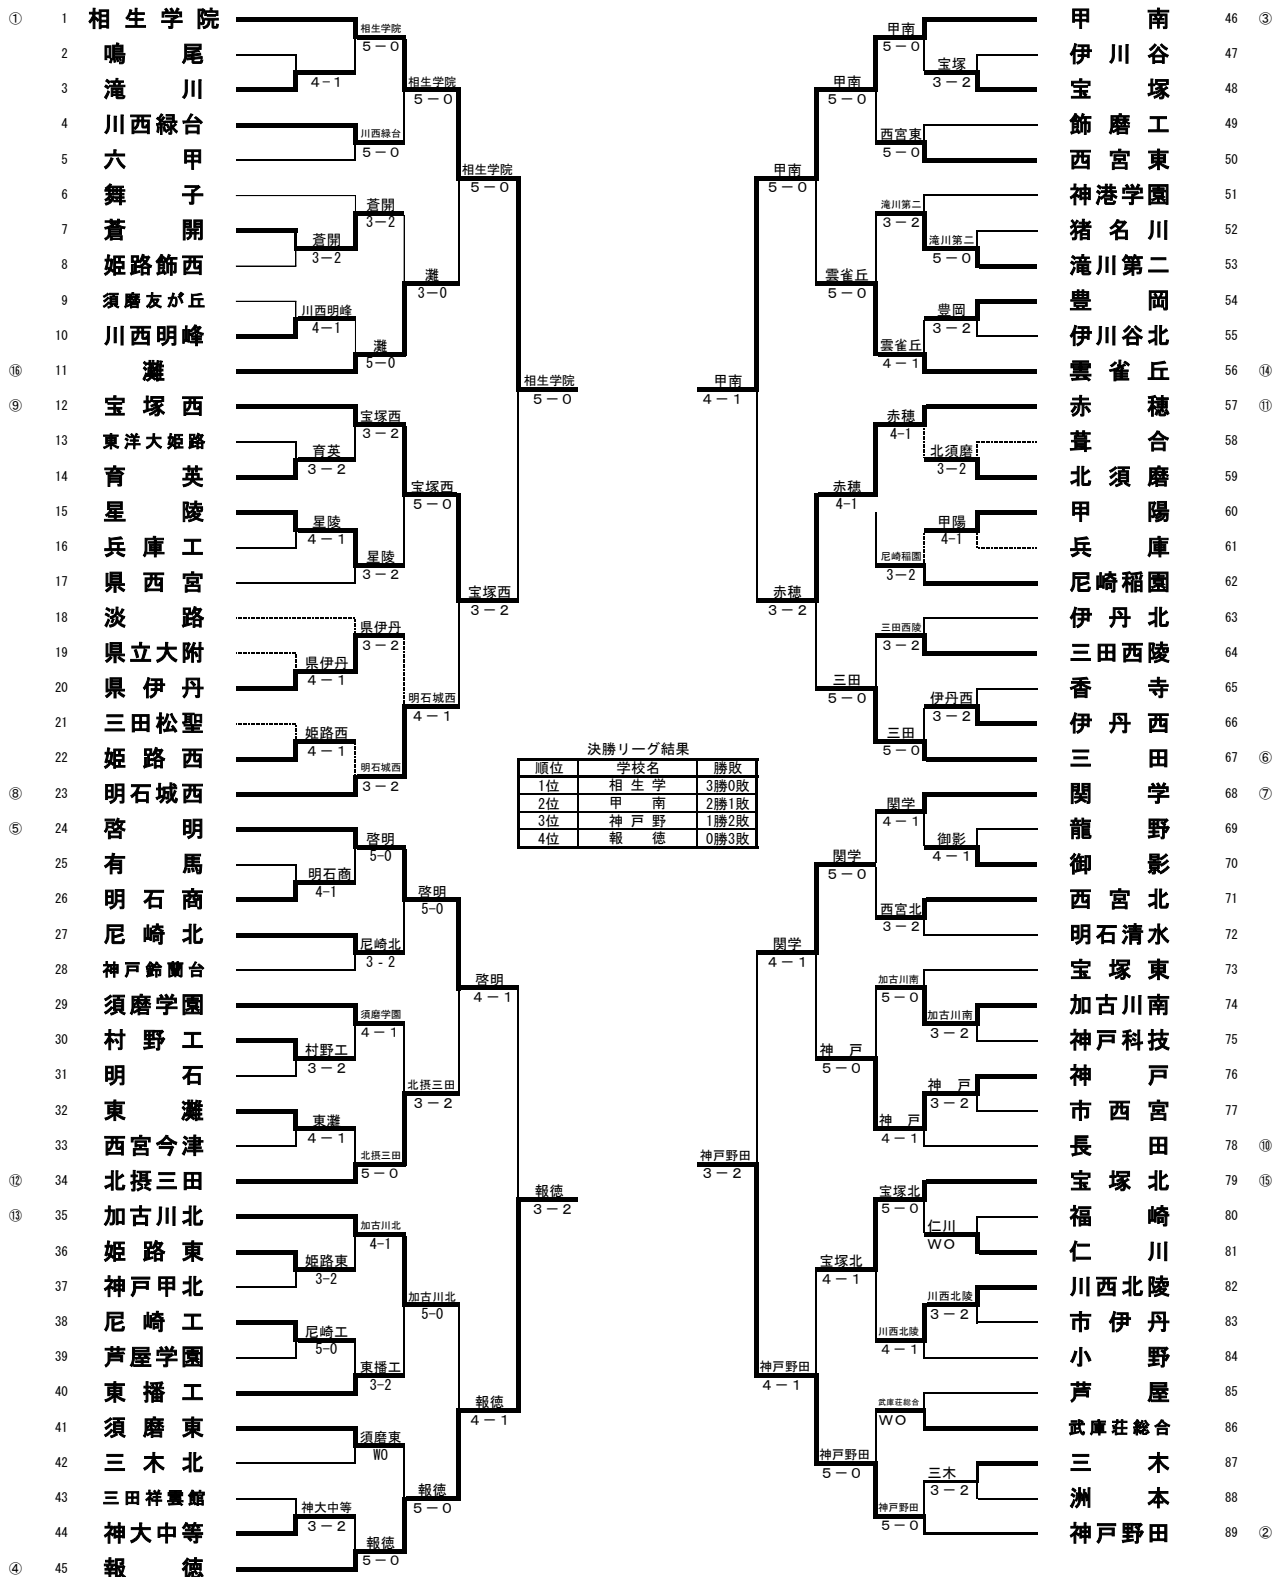 ① 1 相生学院
2 鳴尾
3 滝川
4 川西緑台
5 六甲
6 舞子
7 蒼開
8 姫路飾西
9 須磨友が丘
10 川西明峰
⑯ 11 灘
⑨ 12 宝塚西
13 東洋大姫路
14 育英
15 星陵
16 兵庫工
17 県西宮
18 淡路
19 県立大附
20 県伊丹
21 三田松聖
22 姫路西
⑧ 23 明石城西
⑤ 24 啓明
25 有馬
26 明石商
27 尼崎北
28 神戸鈴蘭台
29 須磨学園
30 村野工
31 明石
32 東灘
33 西宮今津
⑫ 34 北摂三田
⑬ 35 加古川北
36 姫路東
37 神戸甲北
38 尼崎工
39 芦屋学園
40 東播工
41 須磨東
42 三木北
43 三田祥雲館
44 神大中等
④ 45 報徳
4-1
相生学院
5-0
川西緑台
5-0
蒼開
3-2
蒼開
3-2
川西明峰
4-1
灘
5-0
相生学院
5-0
灘
3-0
相生学院
5-0
宝塚西
3-2
育英
3-2
星陵
4-1
星陵
3-2
宝塚西
5-0
県伊丹
3-2
県伊丹
4-1
姫路西
4-1
明石城西
3-2
明石城西
4-1
宝塚西
3-2
相生学院
5-0
啓明
5-0
明石商
4-1
尼崎北
3-2
啓明
5-0
須磨学園
4-1
村野工
3-2
東灘
4-1
北摂三田
5-0
北摂三田
3-2
啓明
4-1
加古川北
4-1
姫路東
3-2
尼崎工
5-0
東播工
3-2
加古川北
5-0
須磨東
WO
神大中等
3-2
報徳
5-0
報徳
5-0
報徳
4-1
報徳
3-2
決勝リーグ結果
順位 学校名 勝敗
1位 相生学 3勝0敗
2位 甲南 2勝1敗
3位 神戸野 1勝2敗
4位 報徳 0勝3敗
甲南
5-0
宝塚
3-2
西宮東
5-0
甲南
5-0
滝川第二
3-2
滝川第二
5-0
豊岡
3-2
雲雀丘
4-1
雲雀丘
5-0
甲南
5-0
甲南
4-1
赤穂
4-1
北須磨
3-2
甲陽
4-1
尼崎稲園
3-2
赤穂
4-1
三田西陵
3-2
伊丹西
3-2
三田
5-0
三田
5-0
赤穂
3-2
関学
4-1
御影
4-1
西宮北
3-2
関学
5-0
加古川南
5-0
加古川南
3-2
神戸
3-2
神戸
4-1
神戸
5-0
関学
4-1
神戸野田
3-2
宝塚北
5-0
仁川
WO
川西北陵
3-2
川西北陵
4-1
宝塚北
4-1
武庫荘総合
WO
三木
3-2
神戸野田
5-0
神戸野田
5-0
神戸野田
4-1
甲南 46 ③
伊川谷 47
宝塚 48
飾磨工 49
西宮東 50
神港学園 51
猪名川 52
滝川第二 53
豊岡 54
伊川谷北 55
雲雀丘 56 ⑭
赤穂 57 ⑪
葺合 58
北須磨 59
甲陽 60
兵庫 61
尼崎稲園 62
伊丹北 63
三田西陵 64
香寺 65
伊丹西 66
三田 67 ⑥
関学 68 ⑦
龍野 69
御影 70
西宮北 71
明石清水 72
宝塚東 73
加古川南 74
神戸科技 75
神戸 76
市西宮 77
長田 78 ⑩
宝塚北 79 ⑮
福崎 80
仁川 81
川西北陵 82
市伊丹 83
小野 84
芦屋 85
武庫荘総合 86
三木 87
洲本 88
神戸野田 89 ②